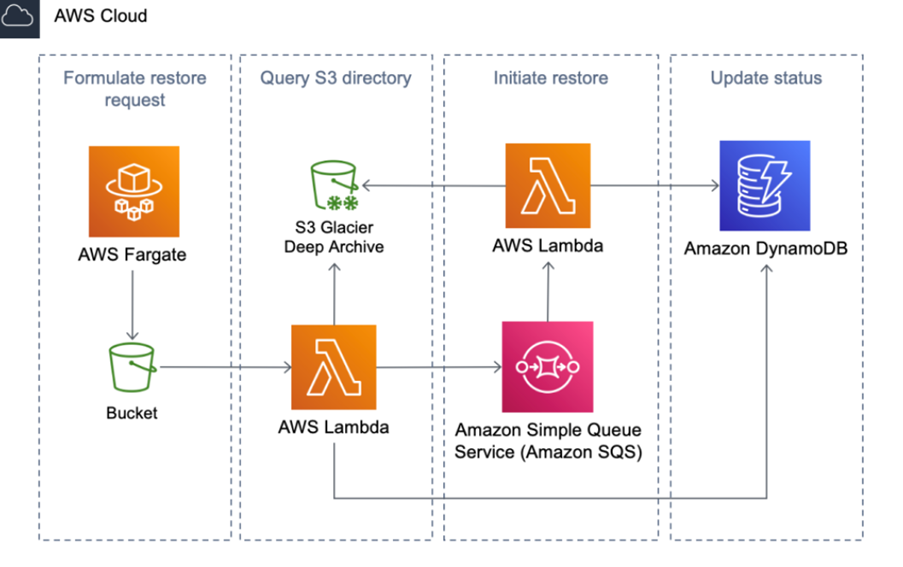 AWS Cloud
Formulate restore
request
AWS Fargate
Bucket
Query S3 directory
S3 Glacier
Deep Archive
AWS Lambda
Initiate restore
AWS Lambda
Amazon Simple Queue
Service (Amazon SQS)
Update status
Amazon DynamoDB